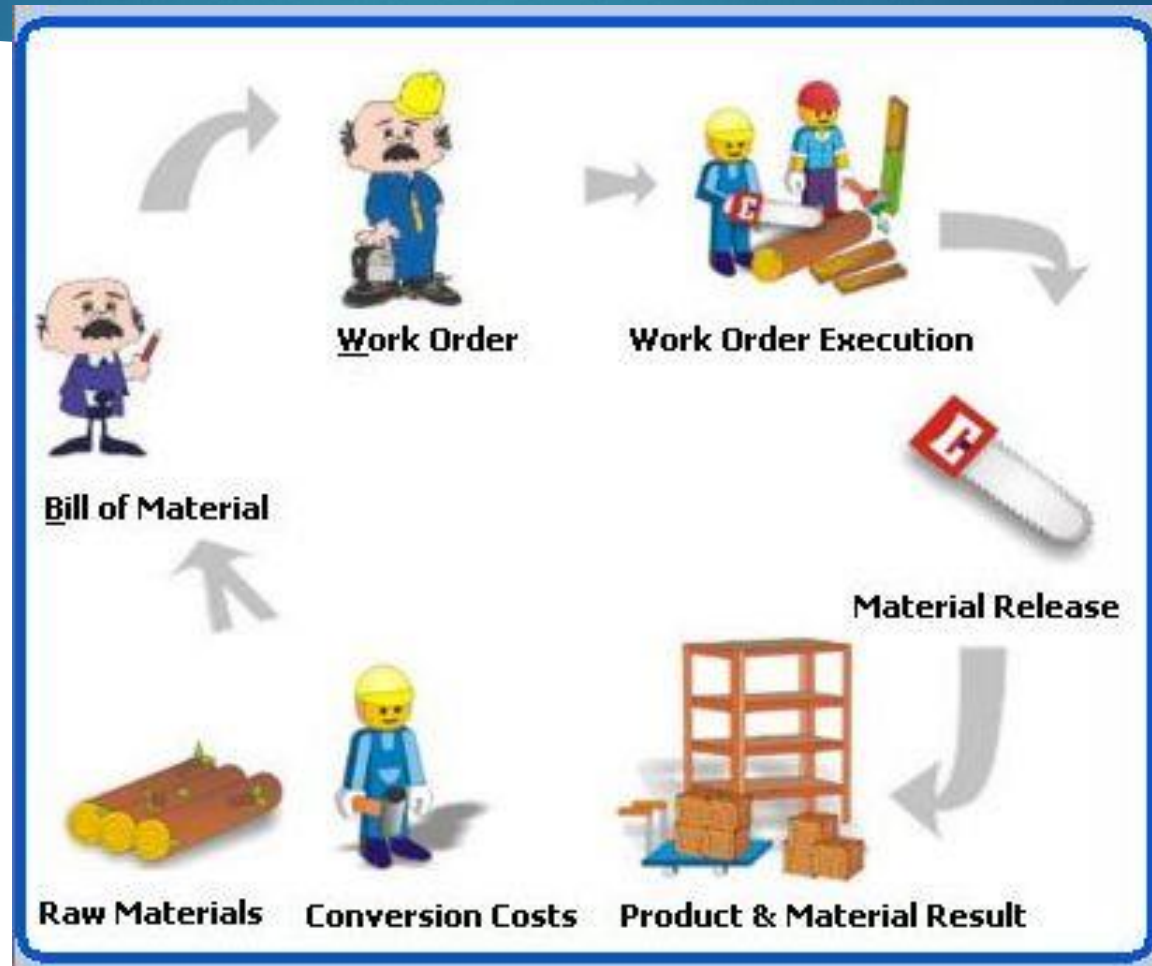 Work Order
Work Order Execution
Bill of Material
Material Release
Raw Materials
Conversion Costs
Product & Material Result